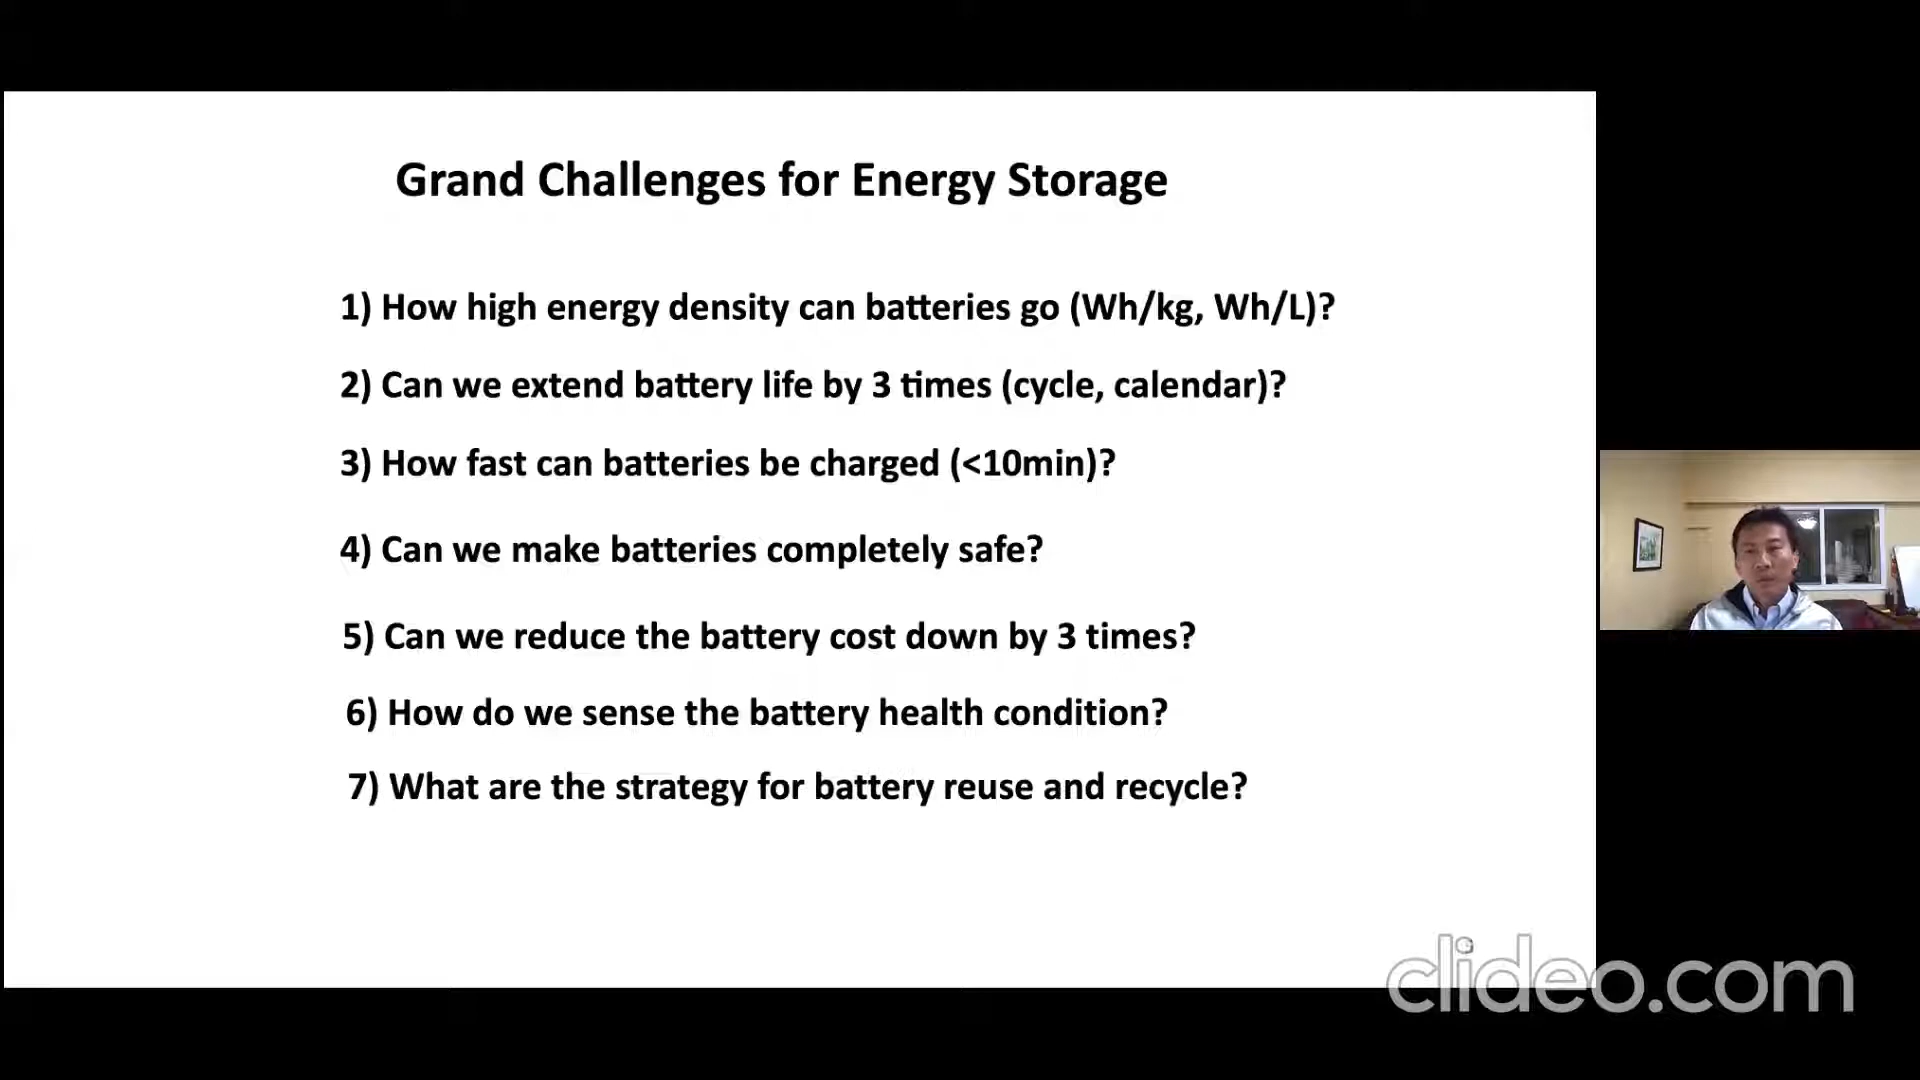 Grand Challenges for Energy Storage
1) How high energy density can batteries go (Wh/kg, Wh/L)?
2) Can we extend battery life by 3 times (cycle, calendar)?
3) How fast can batteries be charged (<10min)?
4) Can we make batteries completely safe?
5) Can we reduce the battery cost down by 3 times?
6) How do we sense the battery health condition?
7) What are the strategy for battery reuse and recycle?
clideo.com